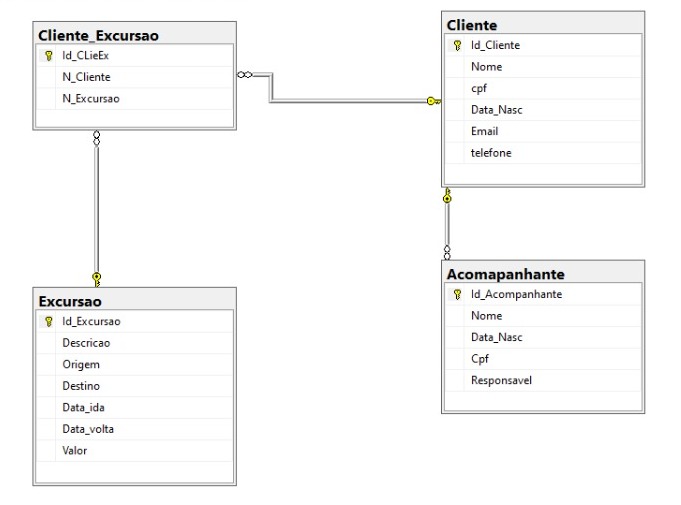 Cliente_Excursao
Id_CLieEx
N_Cliente
N_Excursao
Cliente
Id_Cliente
Nome
cpf
Data_Nasc
Email
telefone
Excursao
Id_Excursao
Descricao
Origem
Destino
Data_ida
Data_volta
Valor
Acomapanhante
Id_Acompanhante
Nome
Data_Nasc
Cpf
Responsavel